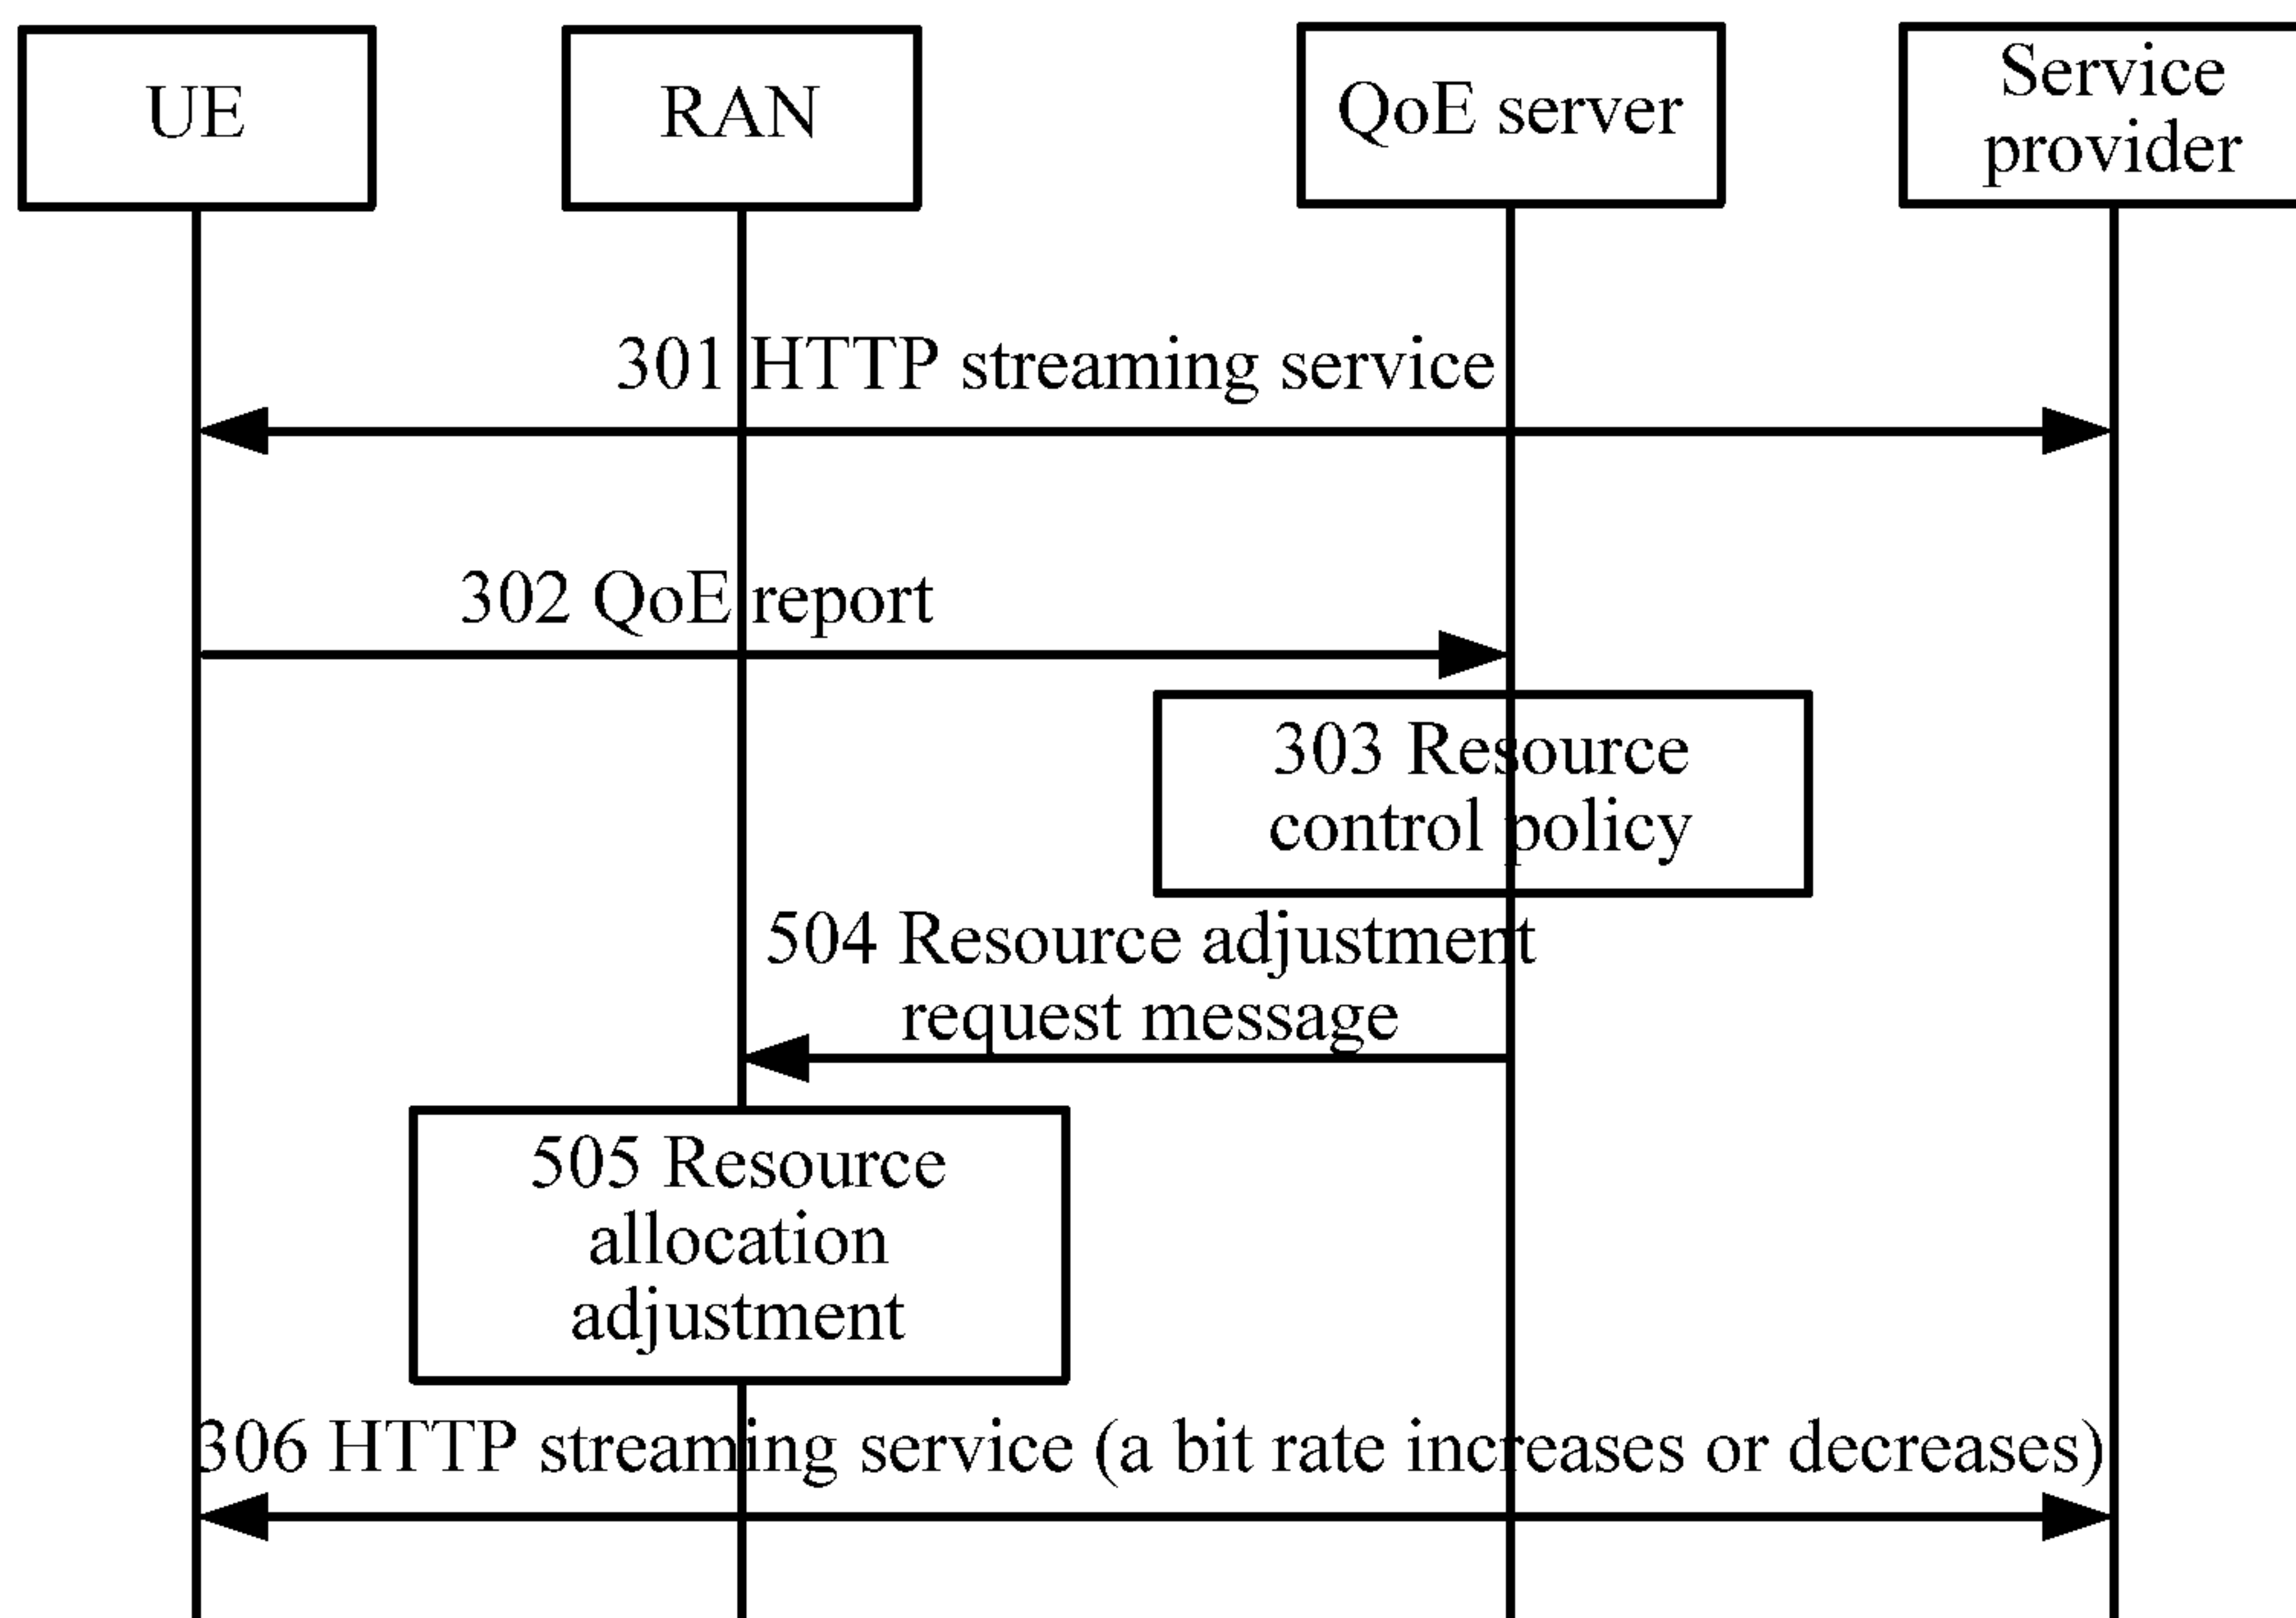 UE
RAN
QoE server
Service
provider
301 HTTP streaming service
302 QoE report
303 Resource
control policy
504 Resource adjustment
request message
505 Resource
allocation
adjustment
306 HTTP streaming service (a bit rate increases or decreases)